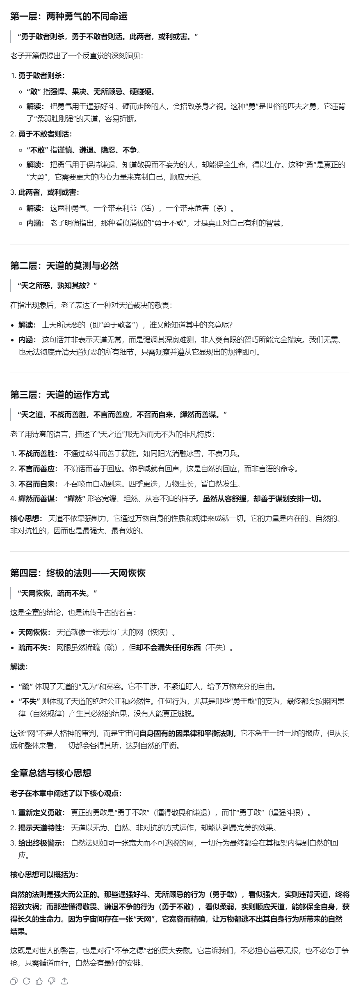 第一层：两种勇气的不同命运
“勇于敢者则杀，勇于不敢者则活。此两者，或利或害。”
老子开篇便提出了一个反直觉的深刻洞见：
1. 勇于敢者则杀：
“敢” 指强悍、果决、无所顾忌、硬碰硬。
解读： 把勇气用于逞强好斗、硬而走险的人，会招致杀身之祸。这种“勇”是世俗的匹夫之勇，它违背
了“柔弱胜刚强”的天道，容易折断。
2. 勇于不敢者则活：
“不敢” 指谨慎、谦退、隐忍、不争。
解读： 把勇气用于保持谦退、知道敬畏而不妄为的人，却能保全生命，得以生存。这种“勇”是真正的
“大勇”，它需要更大的内心力量来克制自己，顺应天道。
3. 此两者，或利或害：
解读： 这两种勇气，一个带来利益（活），一个带来危害（杀）。
内涵： 老子明确指出，那种看似消极的“勇于不敢”，才是真正对自己有利的智慧。
第二层：天道的莫测与必然
“天之所恶，孰知其故？”
在指出现象后，老子表达了一种对天道裁决的敬畏：
解读： 上天所厌恶的（即“勇于敢者”），谁又能知道其中的究竟呢？
内涵： 这句话并非表示天道无常，而是强调其深奥难测，非人类有限的智巧所能完全揣度。我们无需、
也无法彻底弄清天道好恶的所有细节，只需观察并遵从它显现出的规律即可。
第三层：天道的运作方式
“天之道，不战而善胜，不言而善应，不召而自来，繟然而善谋。”
老子用诗意的语言，描述了“天之道”那无为而无不为的非凡特质：
1. 不战而善胜： 不通过战斗而善于获胜。如同阳光消融冰雪，不费刀兵。
2. 不言而善应： 不说话而善于回应。你呼喊就有回声，这是自然的回应，而非言语的命令。
3. 不召而自来： 不召唤而自动到来。四季更迭，万物生长，皆自然发生。
4. 繟然而善谋： “繟然” 形容宽缓、坦然、从容不迫的样子。虽然从容舒缓，却善于谋划安排一切。
核心思想： 天道不依靠强制力，它通过万物自身的性质和规律来成就一切。它的力量是内在的、自然的、
非对抗性的，因而也是最强大、最有效的。
第四层：终极的法则——天网恢恢
“天网恢恢，疏而不失。”
这是全章的结论，也是流传千古的名言：
天网恢恢： 天道就像一张无比广大的网（恢恢）。
疏而不失： 网眼虽然稀疏（疏），但却不会漏失任何东西（不失）。
解读：
“疏” 体现了天道的“无为”和宽容。它不干涉，不紧迫盯人，给予万物充分的自由。
“不失” 则体现了天道的绝对公正和必然性。任何行为，尤其是那些“勇于敢”的妄为，最终都会按照因果
律（自然规律）产生其必然的结果，没有人能真正逃脱。
这张“网”不是人格神的审判，而是宇宙间自身固有的因果律和平衡法则。它不急于一时一地的报应，但从长
远和整体来看，一切都会各得其所，达到自然的平衡。
全章总结与核心思想
老子在本章中阐述了以下核心观点：
1. 重新定义勇敢： 真正的勇敢是“勇于不敢”（懂得敬畏和谦退），而非“勇于敢”（逞强斗狠）。
2. 揭示天道特性： 天道以无为、自然、非对抗的方式运作，却能达到最完美的效果。
3. 给出终极警示： 自然法则如同一张宽大而不可逃脱的网，一切行为最终都会在其框架内得到自然的回
应。
核心思想可以概括为：
自然的法则是强大而公正的。那些逞强好斗、无所顾忌的行为（勇于敢），看似强大，实则违背天道，终将
招致灾祸；而那些懂得敬畏、谦退不争的行为（勇于不敢），看似柔弱，实则顺应天道，能够保全自身，获
得长久的生命力。因为宇宙间存在一张“天网”，它宽容而精确，让万物都逃不出其自身行为所带来的自然
结果。
这既是对世人的警告，也是对行“不争之德”者的莫大安慰。它告诉我们，不必担心善恶无报，也不必急于争
抢，只需循道而行，自然会有最好的安排。